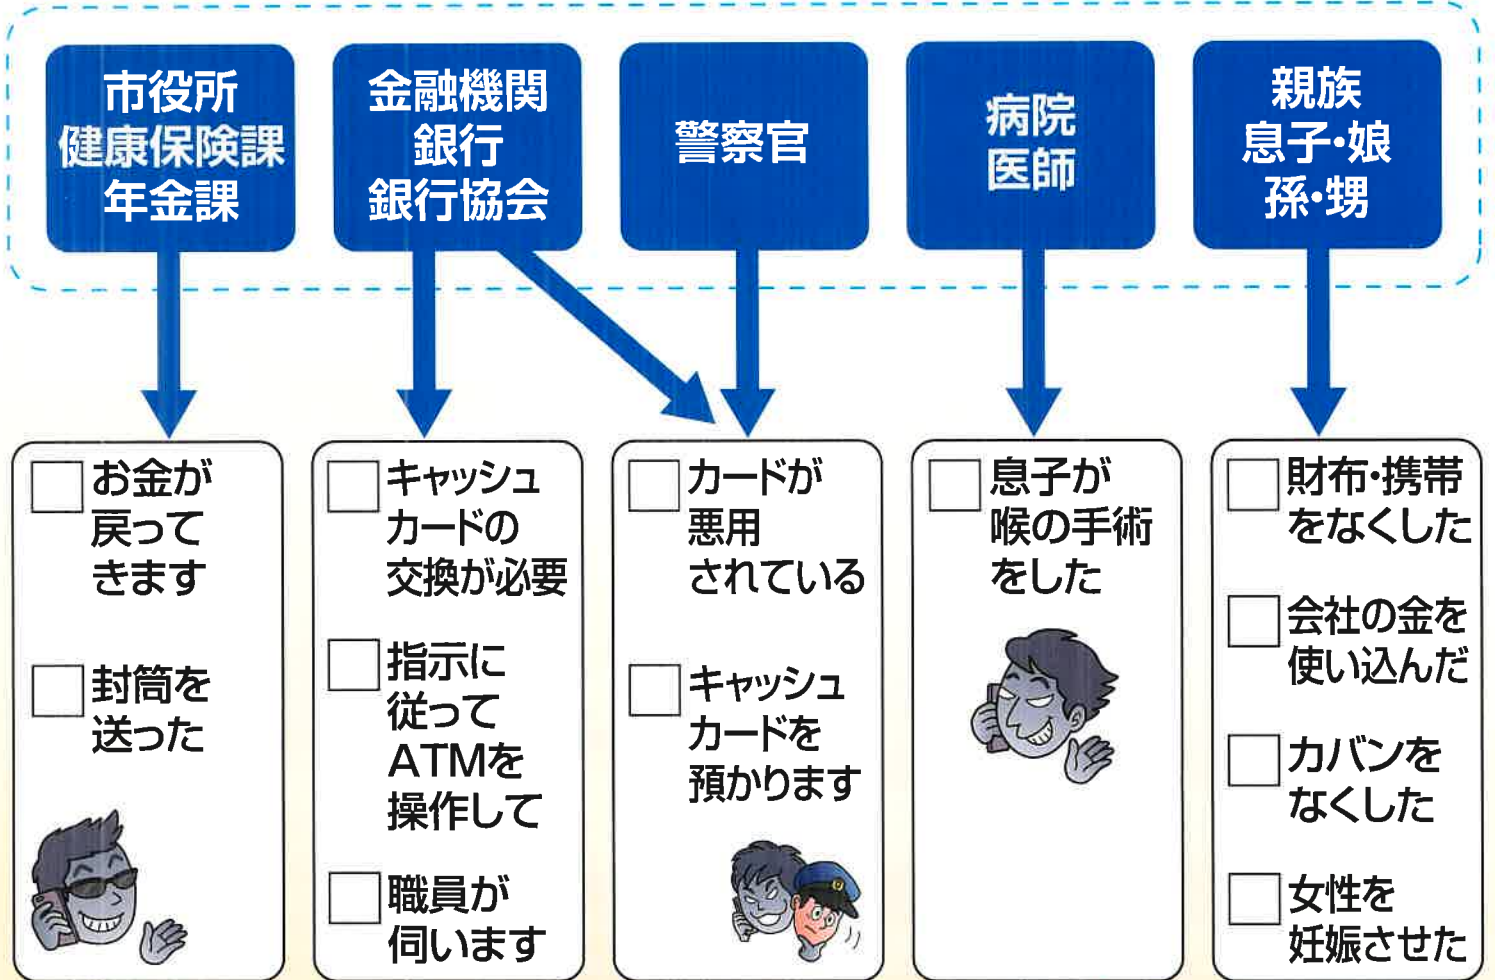 市役所
健康保険課
年金課
金融機関
銀行
銀行協会
警察官
病院
医師
親族
息子・娘
孫・甥
お金が
戻って
きます
封筒を
送った
キャッシュ
カードの
交換が必要
指示に
従って
ATMを
操作して
職員が
伺います
カードが
悪用
されている
キャッシュ
カードを
預かります
息子が
喉の手術
をした
財布・携帯
をなくした
会社の金を
使い込んだ
カバンを
なくした
女性を
妊娠させた